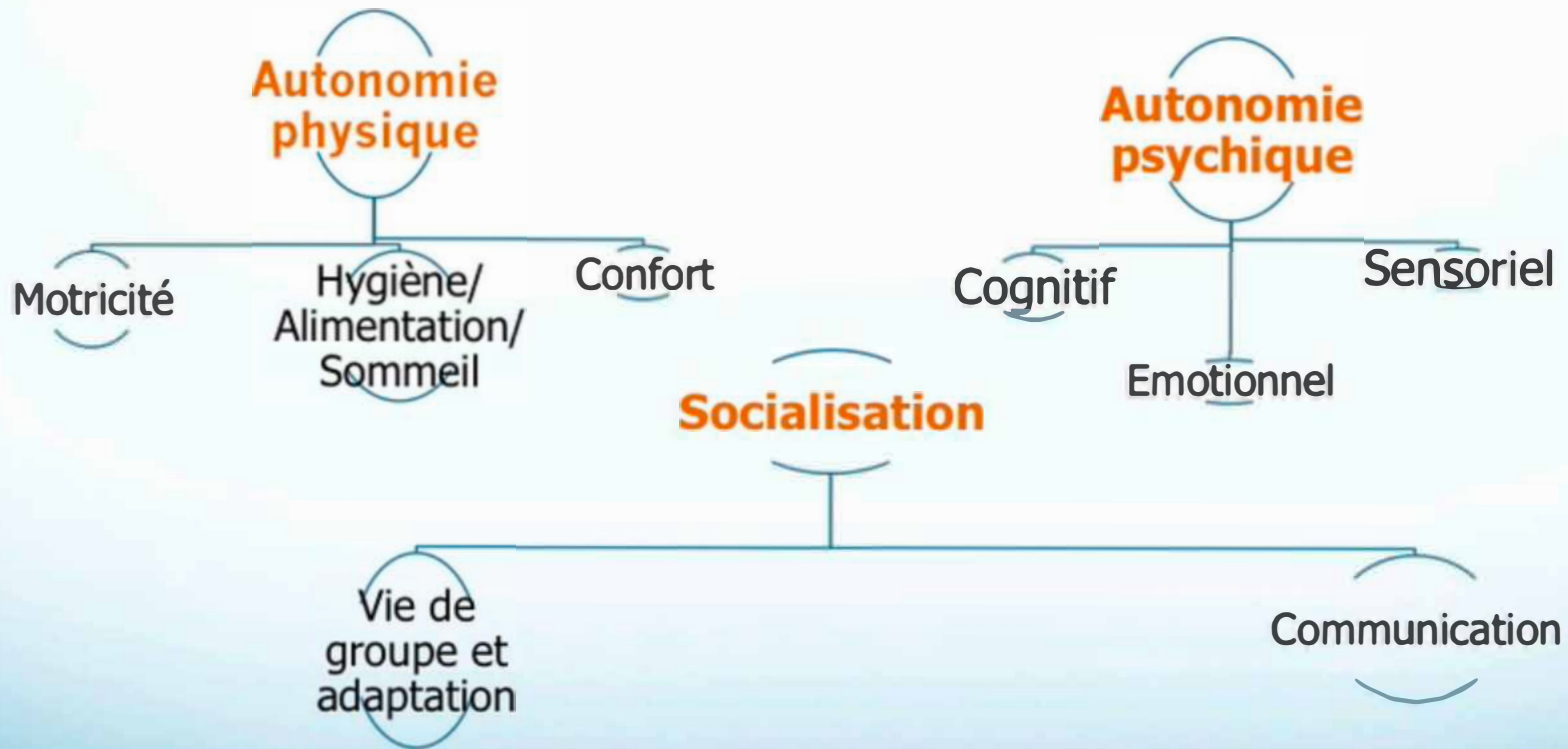 Autonomie
physique
Motricité
Hygiène/
Alimentation/
Sommeil
Confort
Autonomie
psychique
Cognitif
Emotionnel
Sensoriel
Socialisation
Vie de
groupe et
adaptation
Communication